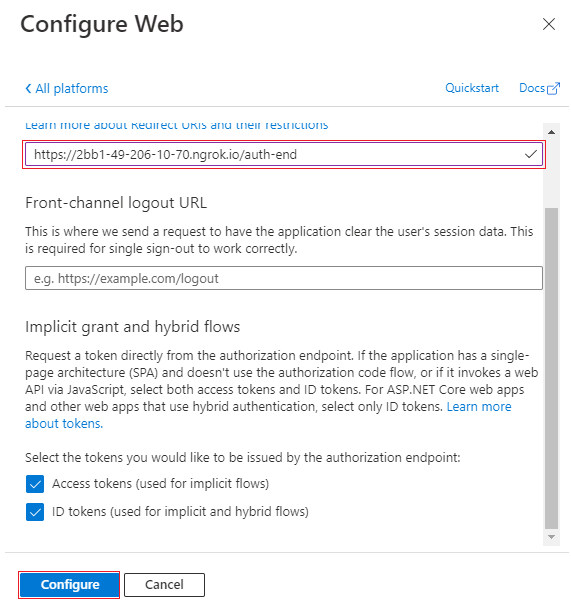 Configure Web
All platforms
Quickstart
Docs
Learn more about Redirect URIs and their restrictions
https://2bb1-49-206-10-70.ngrok.io/auth-end
Front-channel logout URL
This is where we send a request to have the application clear the user's session data. This
is required for single sign-out to work correctly.
e.g. https://example.com/logout
Implicit grant and hybrid flows
Request a token directly from the authorization endpoint. If the application has a single-
page architecture (SPA) and doesn't use the authorization code flow, or if it invokes a web
API via JavaScript, select both access tokens and ID tokens. For ASP.NET Core web apps
and other web apps that use hybrid authentication, select only ID tokens. Learn more
about tokens.
Select the tokens you would like to be issued by the authorization endpoint:
Access tokens (used for implicit flows)
ID tokens (used for implicit and hybrid flows)
Configure
Cancel